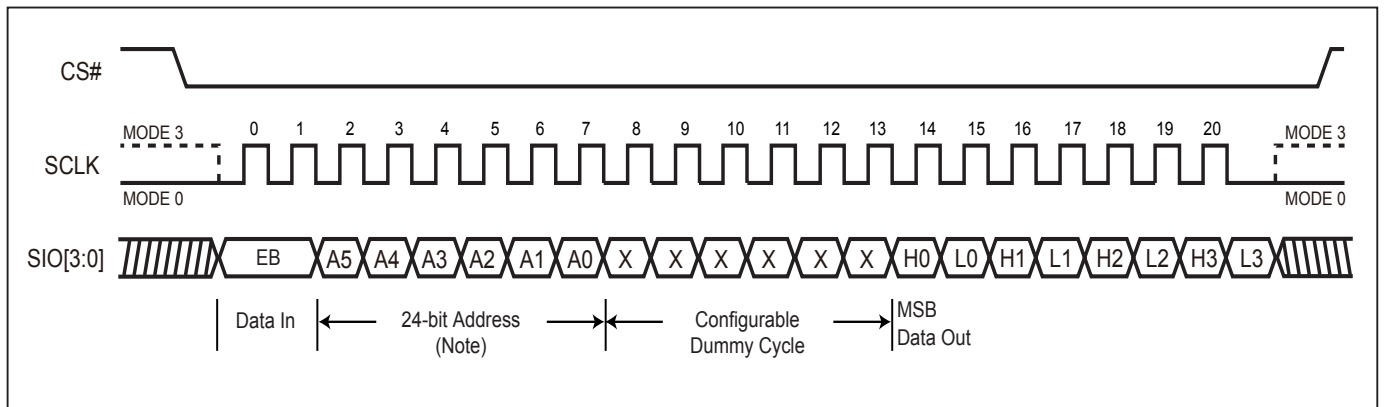 CS#
MODE 3 0 1 2 3 4 5 6 7 8 9 10 11 12 13 14 15 16 17 18 19 20 MODE 3
SCLK
MODE 0 MODE 0
SIO[3:0] EB A5 A4 A3 A2 A1 A0 X X X X X X H0 L0 H1 L1 H2 L2 H3 L3
Data In 24-bit Address Configurable MSB
(Note) Dummy Cycle Data Out